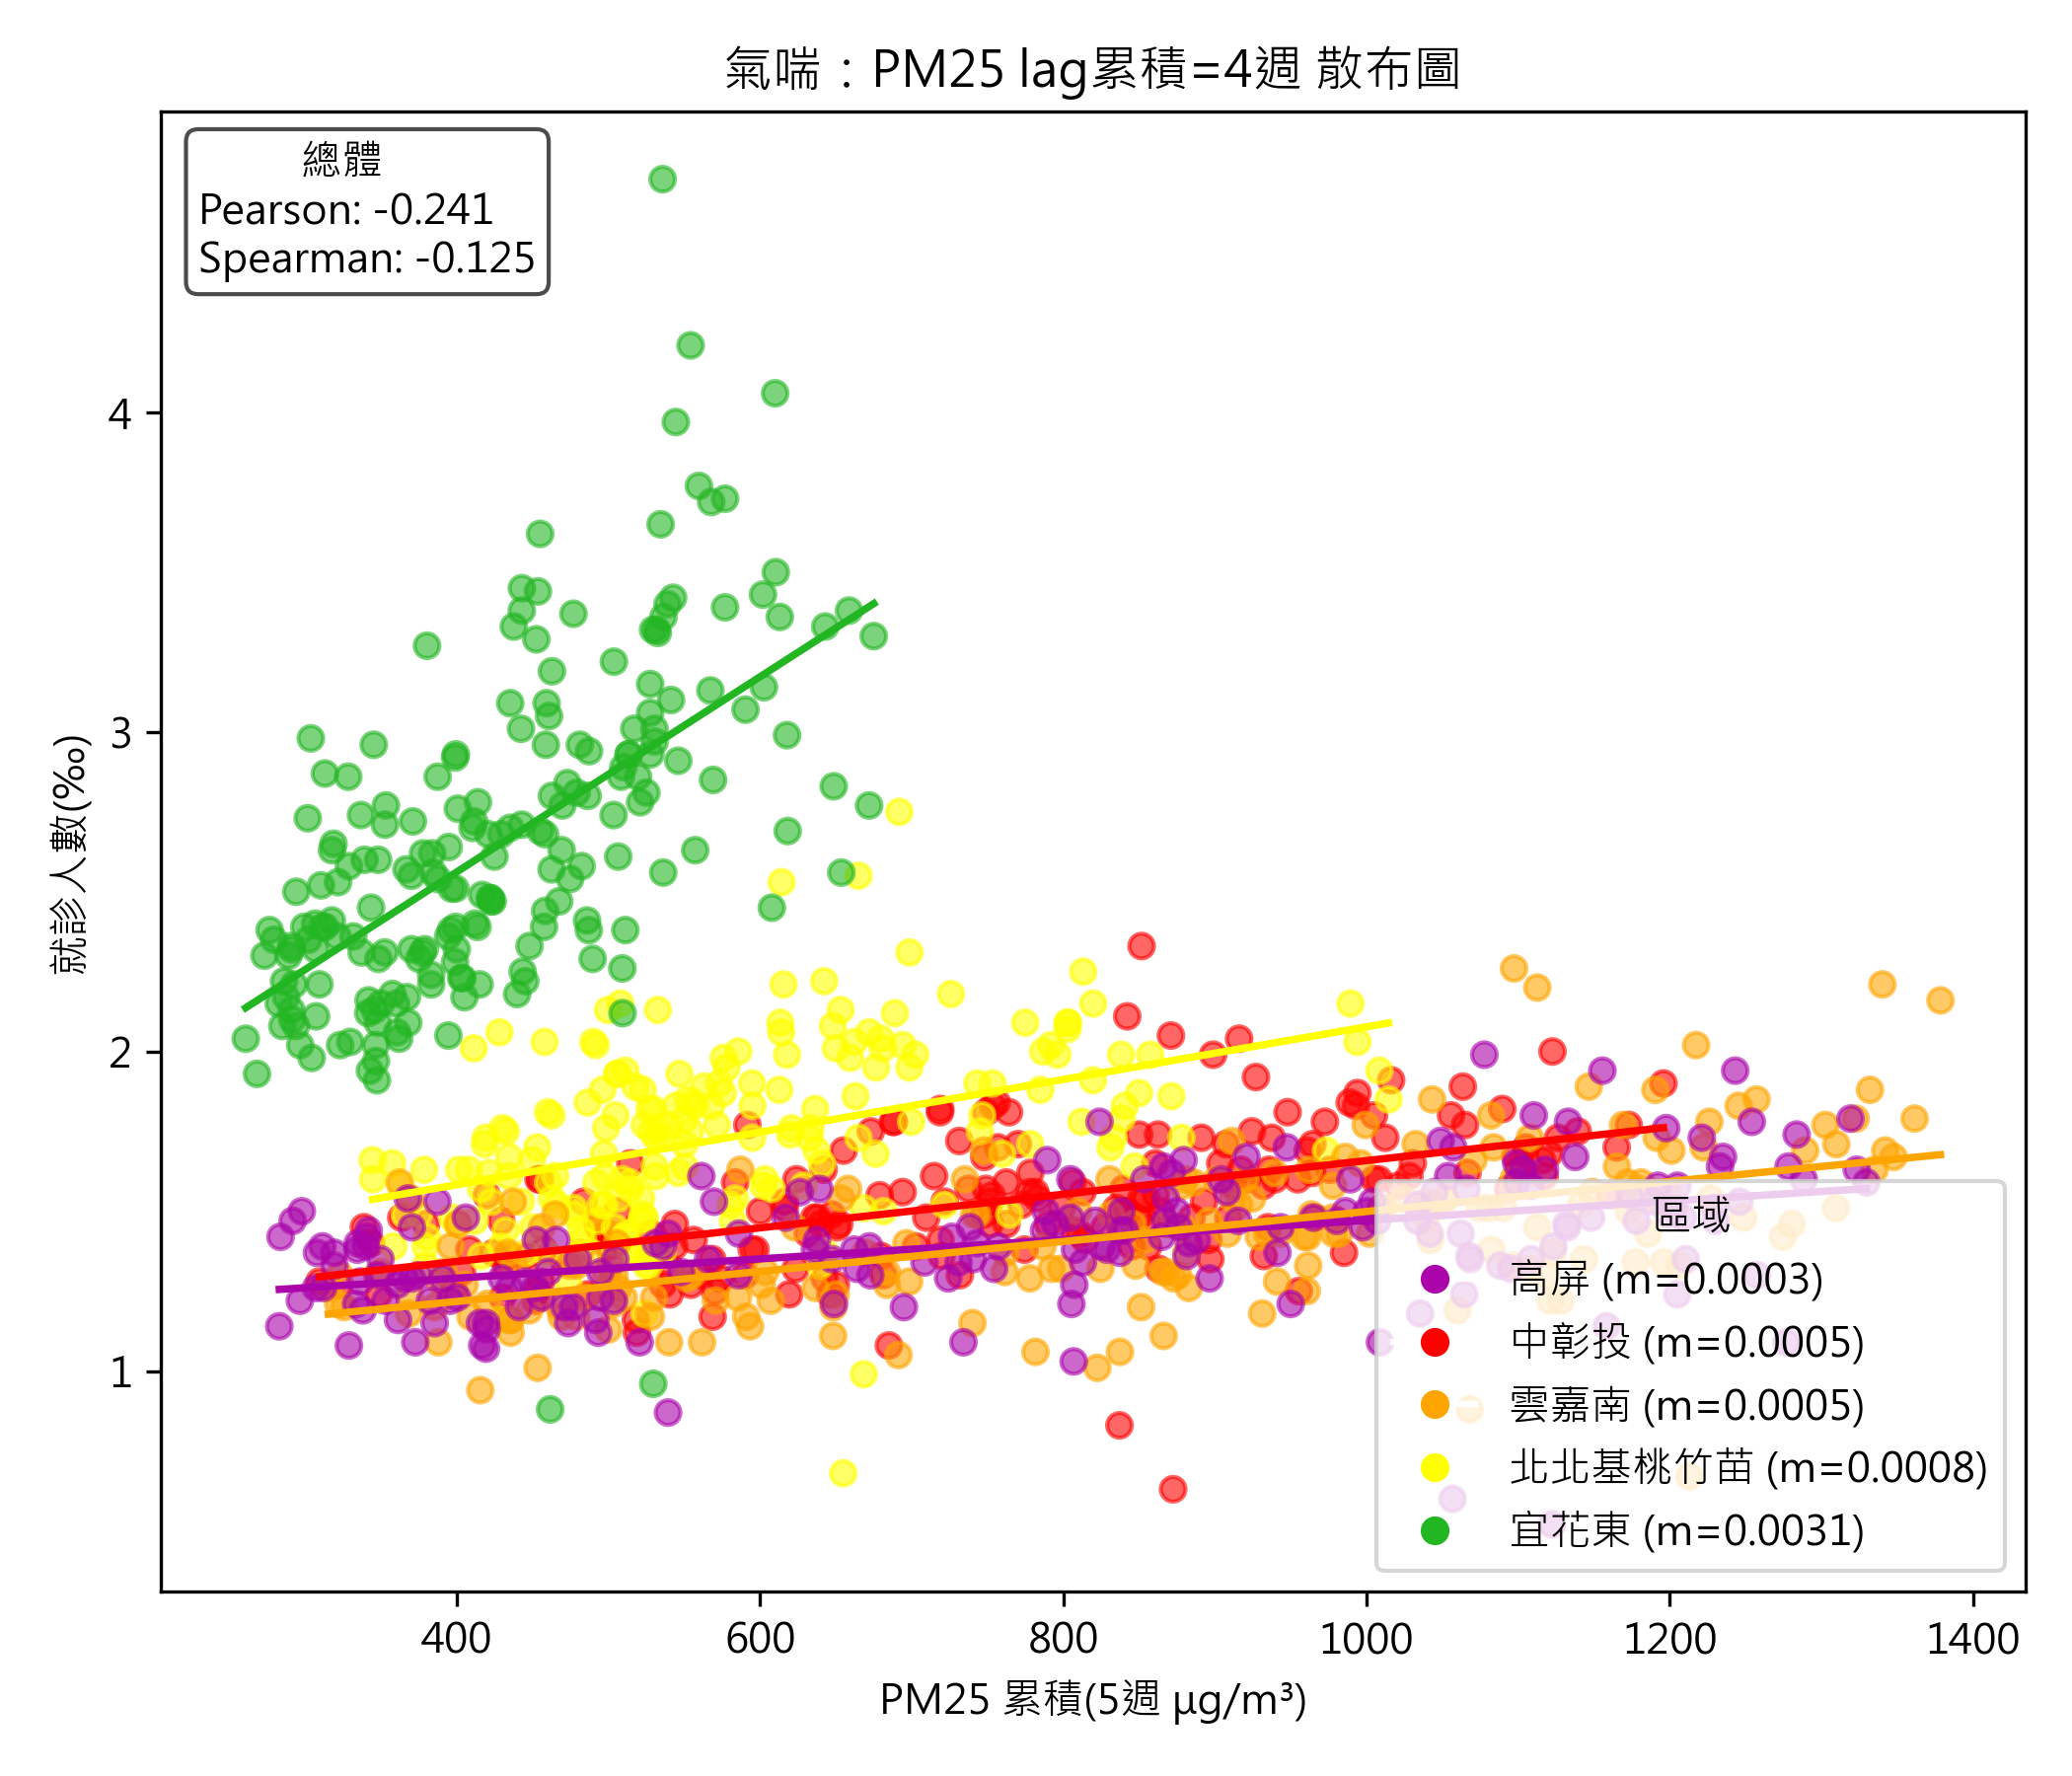 氣喘：PM25 lag累積=4週 散布圖
總體
Pearson: -0.241
Spearman: -0.125
就診人數(‰)
4
3
2
1
區域
高屏 (m=0.0003)
中彰投 (m=0.0005)
雲嘉南 (m=0.0005)
北北基桃竹苗 (m=0.0008)
宜花東 (m=0.0031)
400 600 800 1000 1200 1400
PM25 累積(5週 μg/m³)